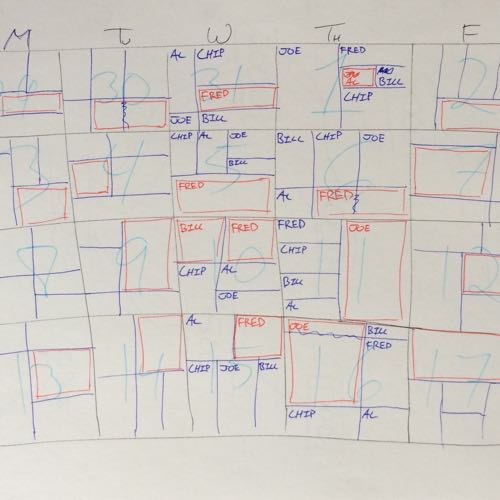 M Tu W Th F
29 30 31 1 2
AL CHIP JOE FRED
FRED AL BILL
CHIP
JOE BILL
3 4 5 6 7
CHIP AL JOE BILL CHIP JOE
BILL
FRED AL FRED
8 9 10 11 12
BILL FRED FRED JOE
CHIP
CHIP AL BILL
JOE AL
13 14 15 16 17
AL FRED JOE BILL
FRED
CHIP JOE BILL
CHIP AL